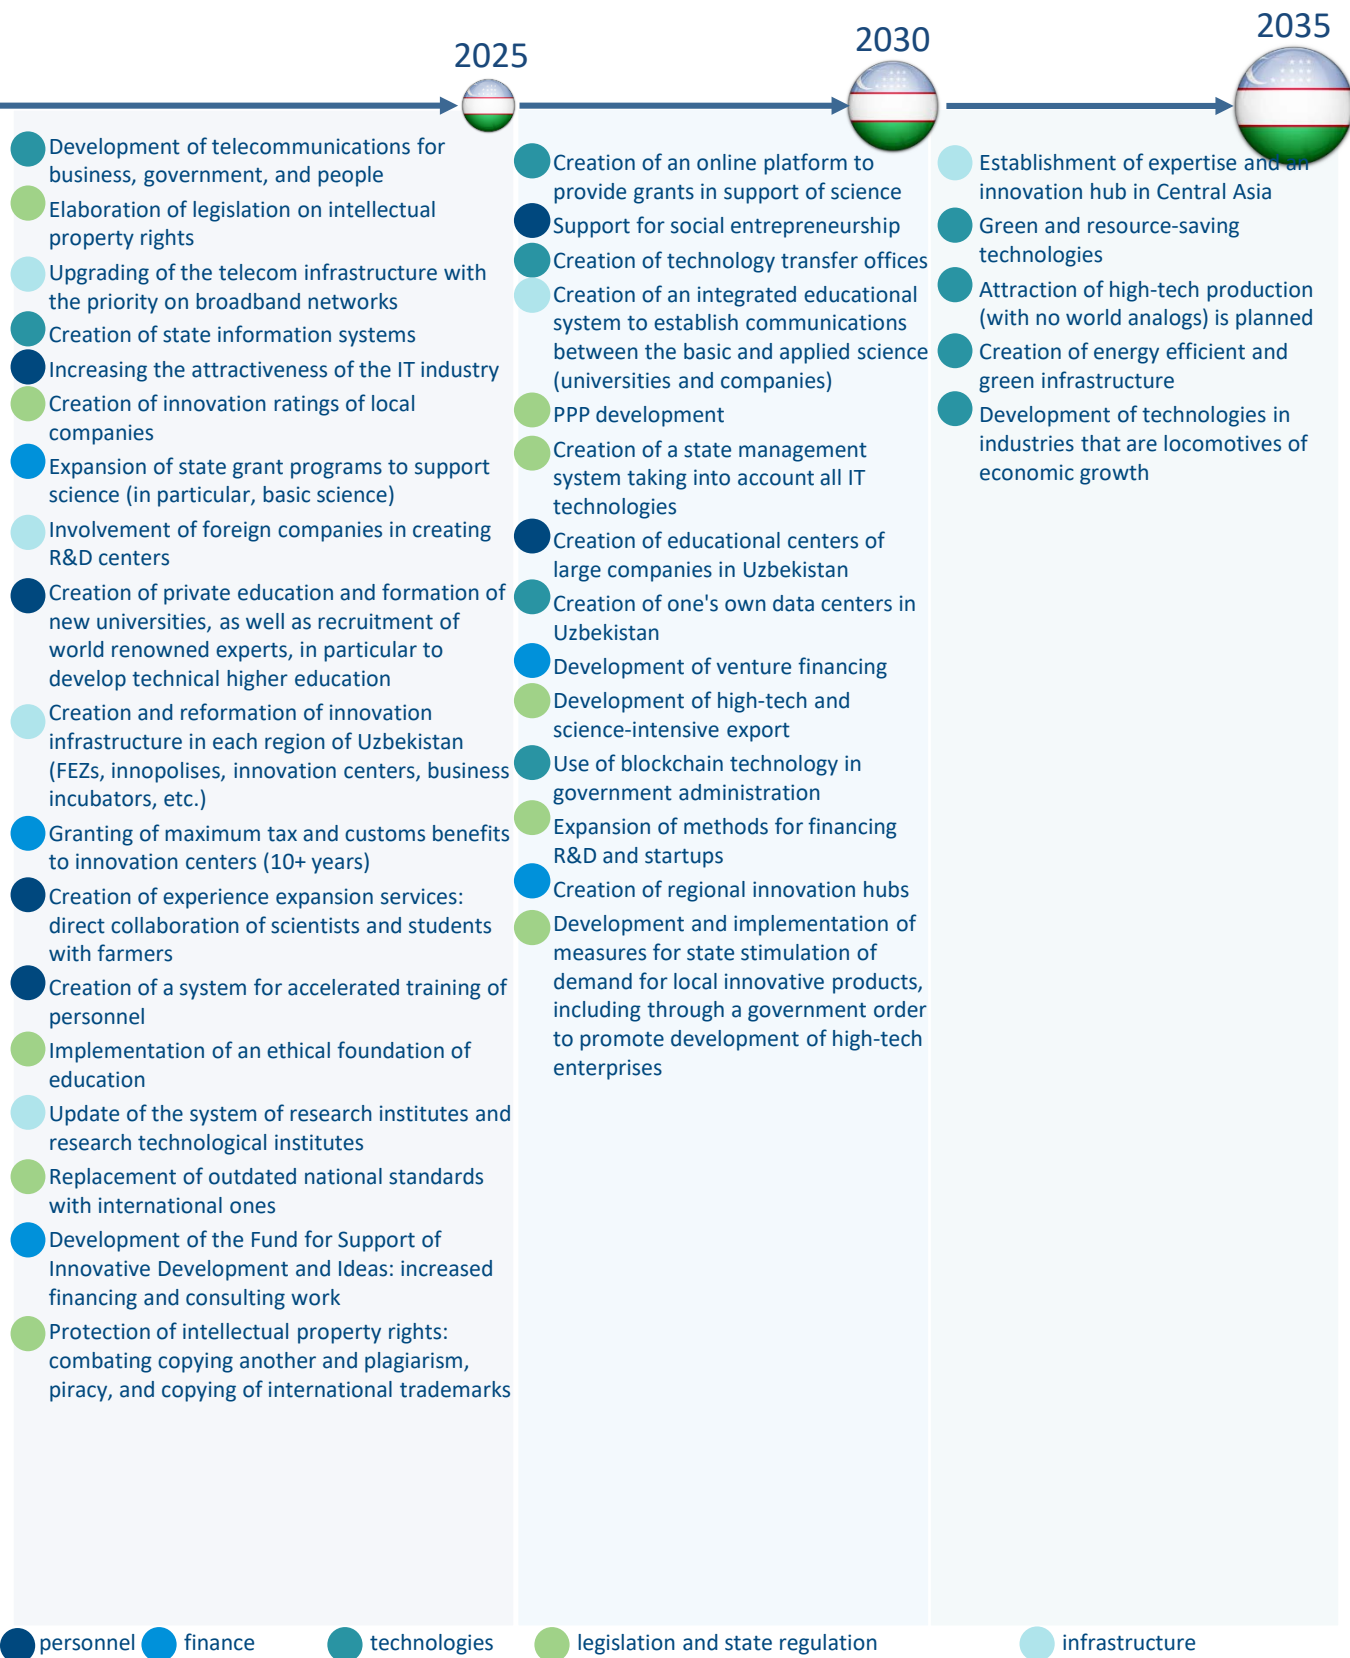 2025
2030
2035
Development of telecommunications for
business, government, and people
Elaboration of legislation on intellectual
property rights
Upgrading of the telecom infrastructure with
the priority on broadband networks
Creation of state information systems
Increasing the attractiveness of the IT industry
Creation of innovation ratings of local
companies
Expansion of state grant programs to support
science (in particular, basic science)
Involvement of foreign companies in creating
R&D centers
Creation of private education and formation of
new universities, as well as recruitment of
world renowned experts, in particular to
develop technical higher education
Creation and reformation of innovation
infrastructure in each region of Uzbekistan
(FEZs, innopolises, innovation centers, business
incubators, etc.)
Granting of maximum tax and customs benefits
to innovation centers (10+ years)
Creation of experience expansion services:
direct collaboration of scientists and students
with farmers
Creation of a system for accelerated training of
personnel
Implementation of an ethical foundation of
education
Update of the system of research institutes and
research technological institutes
Replacement of outdated national standards
with international ones
Development of the Fund for Support of
Innovative Development and Ideas: increased
financing and consulting work
Protection of intellectual property rights:
combating copying another and plagiarism,
piracy, and copying of international trademarks
Creation of an online platform to
provide grants in support of science
Support for social entrepreneurship
Creation of technology transfer offices
Creation of an integrated educational
system to establish communications
between the basic and applied science
(universities and companies)
PPP development
Creation of a state management
system taking into account all IT
technologies
Creation of educational centers of
large companies in Uzbekistan
Creation of one's own data centers in
Uzbekistan
Development of venture financing
Development of high-tech and
science-intensive export
Use of blockchain technology in
government administration
Expansion of methods for financing
R&D and startups
Creation of regional innovation hubs
Development and implementation of
measures for state stimulation of
demand for local innovative products,
including through a government order
to promote development of high-tech
enterprises
Establishment of expertise and an
innovation hub in Central Asia
Green and resource-saving
technologies
Attraction of high-tech production
(with no world analogs) is planned
Creation of energy efficient and
green infrastructure
Development of technologies in
industries that are locomotives of
economic growth
personnel
finance
technologies
legislation and state regulation
infrastructure